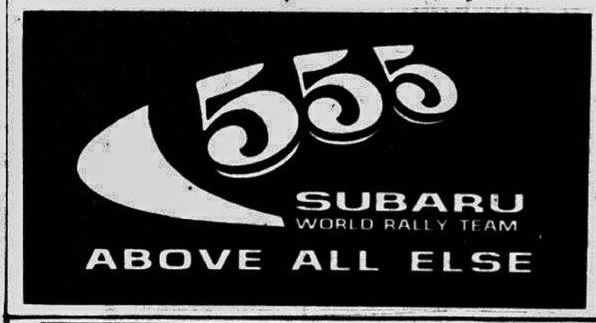 555
SUBARU
WORLD RALLY TEAM
ABOVE ALL ELSE